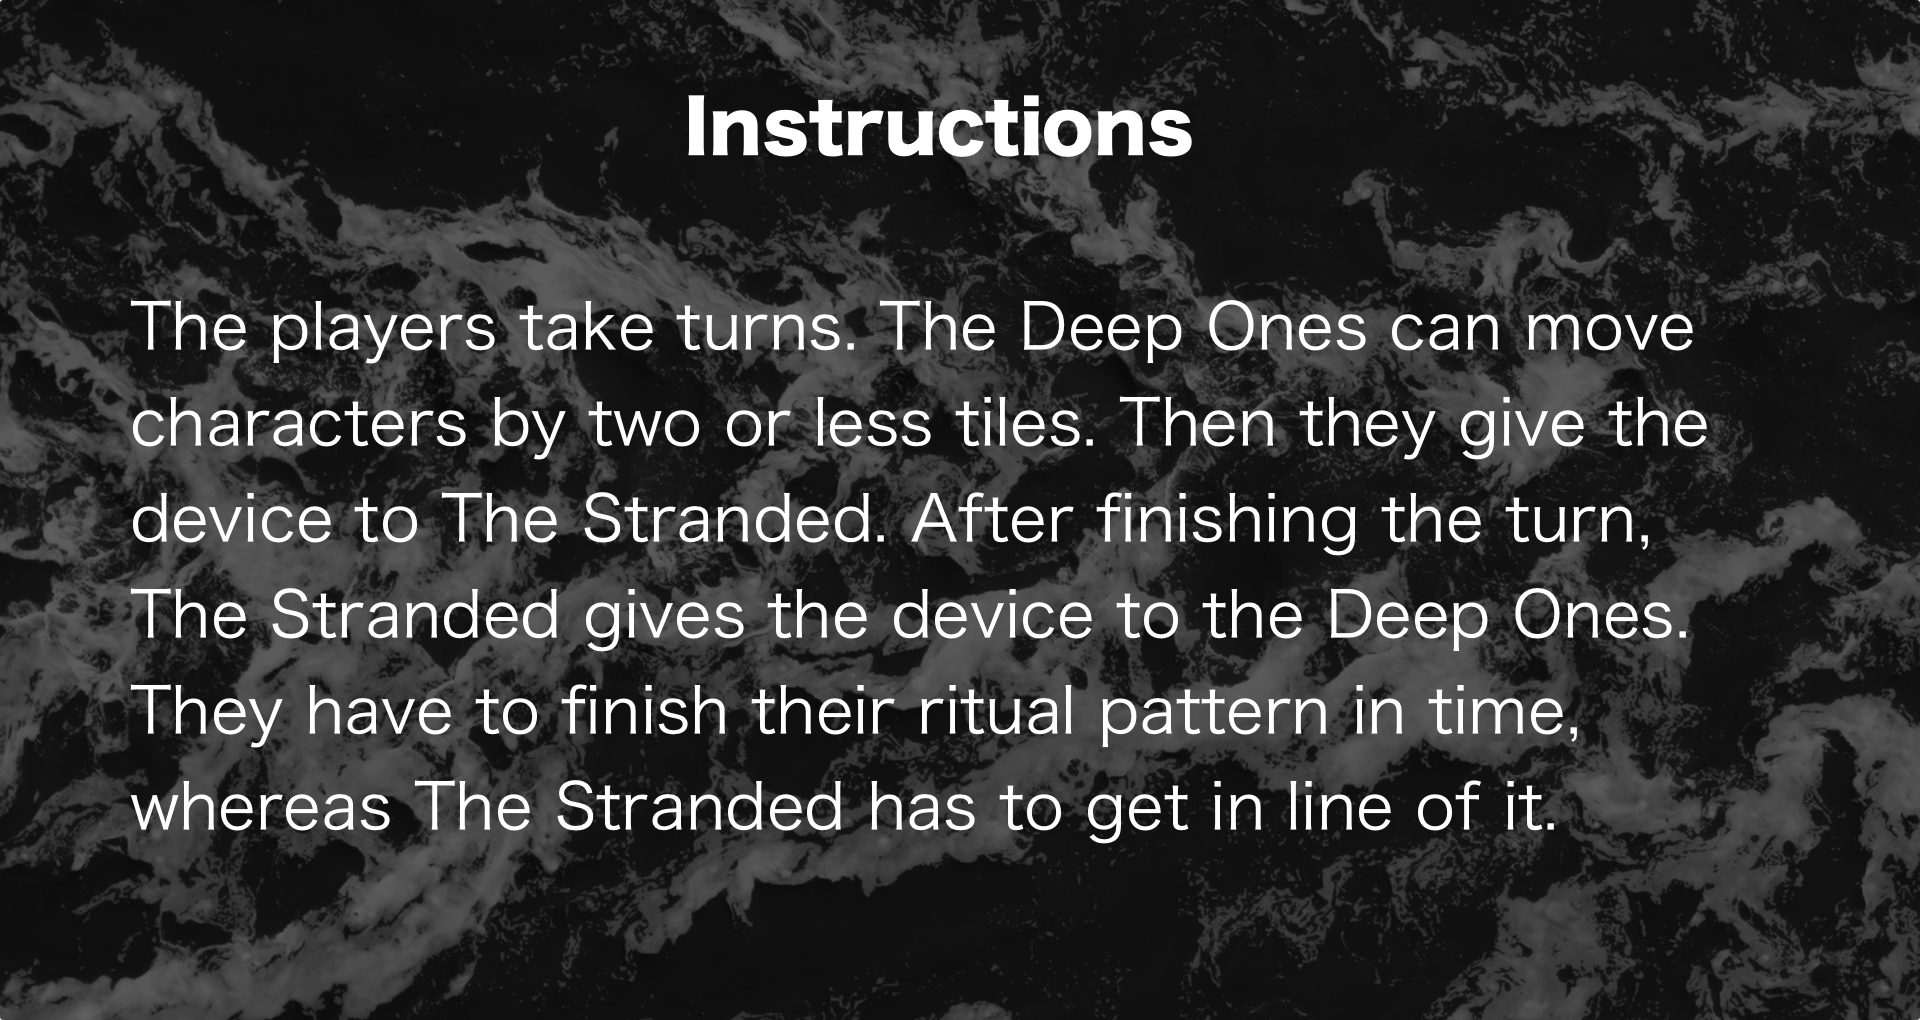 Instructions
The players take turns. The Deep Ones can move
characters by two or less tiles. Then they give the
device to The Stranded. After finishing the turn,
The Stranded gives the device to the Deep Ones.
They have to finish their ritual pattern in time,
whereas The Stranded has to get in line of it.